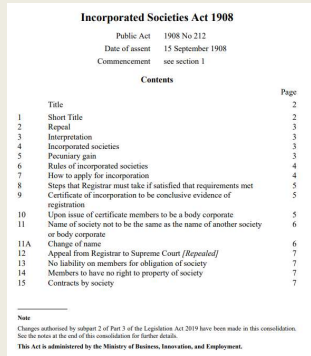 Incorporated Societies Act 1908
Public Act 1908 No 212
Date of assent 15 September 1908
Commencement see section 1
Contents
Page
Title 2
1 Short Title 2
2 Repeal 3
3 Interpretation 3
4 Incorporated societies 3
5 Pecuniary gain 3
6 Rules of incorporated societies 4
7 How to apply for incorporation 4
8 Steps that Registrar must take if satisfied that requirements met 5
9 Certificate of incorporation to be conclusive evidence of 5
registration
10 Upon issue of certificate members to be a body corporate 5
11 Name of society not to be the same as the name of another society 6
or body corporate
11A Change of name 6
12 Appeal from Registrar to Supreme Court [Repealed] 7
13 No liability on members for obligation of society 7
14 Members to have no right to property of society 7
15 Contracts by society 7
Note
Changes authorised by subpart 2 of Part 3 of the Legislation Act 2019 have been made in this consolidation.
See the notes at the end of this consolidation for further details.
This Act is administered by the Ministry of Business, Innovation, and Employment.